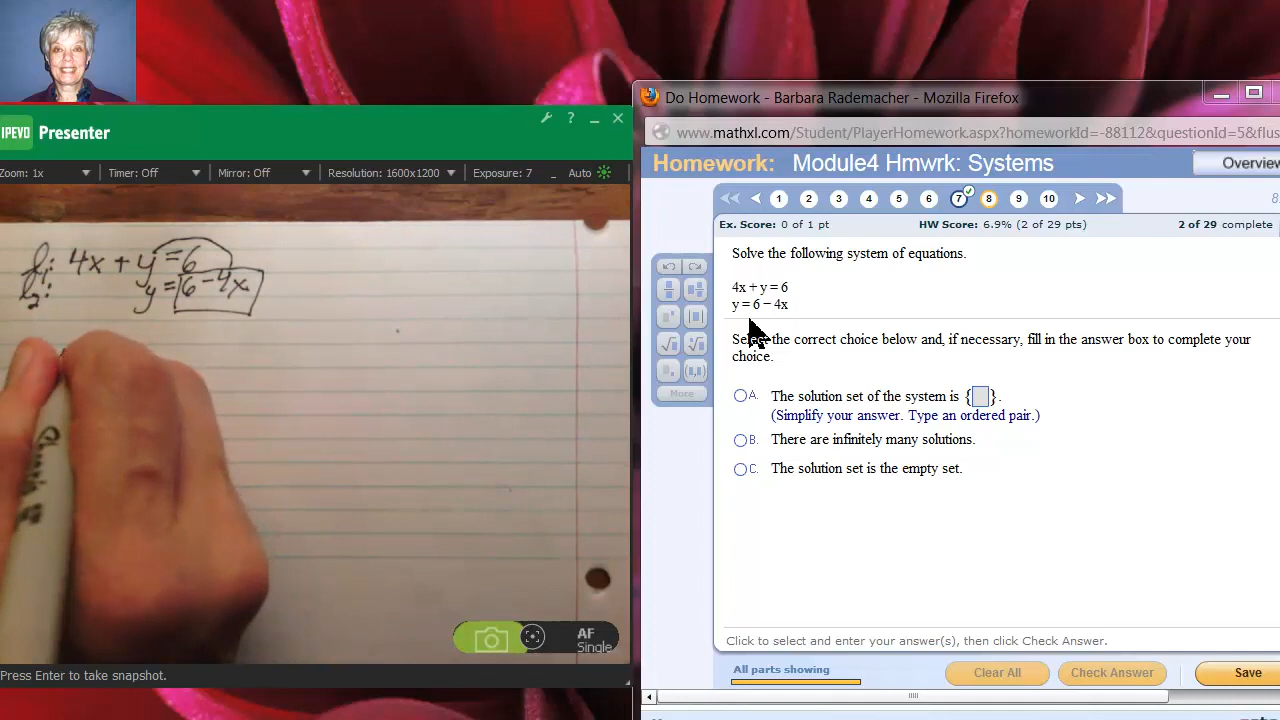 IPEVO Presenter
Zoom: 1x Timer: Off Mirror: Off Resolution: 1600x1200 Exposure: 7 Auto
l1: 4x + y = 6
l2: y = 6 - 4x
AF
Single
Press Enter to take snapshot.
Do Homework - Barbara Rademacher - Mozilla Firefox
www.mathxl.com/Student/PlayerHomework.aspx?homeworkId=-88112&questionId=5&flus
Homework: Module4 Hmwrk: Systems
Overview
1 2 3 4 5 6 7 8 9 10
Ex. Score: 0 of 1 pt HW Score: 6.9% (2 of 29 pts) 2 of 29 complete
Solve the following system of equations.
4x + y = 6
y = 6 − 4x
Select the correct choice below and, if necessary, fill in the answer box to complete your
choice.
A. The solution set of the system is { }.
(Simplify your answer. Type an ordered pair.)
B. There are infinitely many solutions.
C. The solution set is the empty set.
More
Click to select and enter your answer(s), then click Check Answer.
All parts showing
Clear All
Check Answer
Save